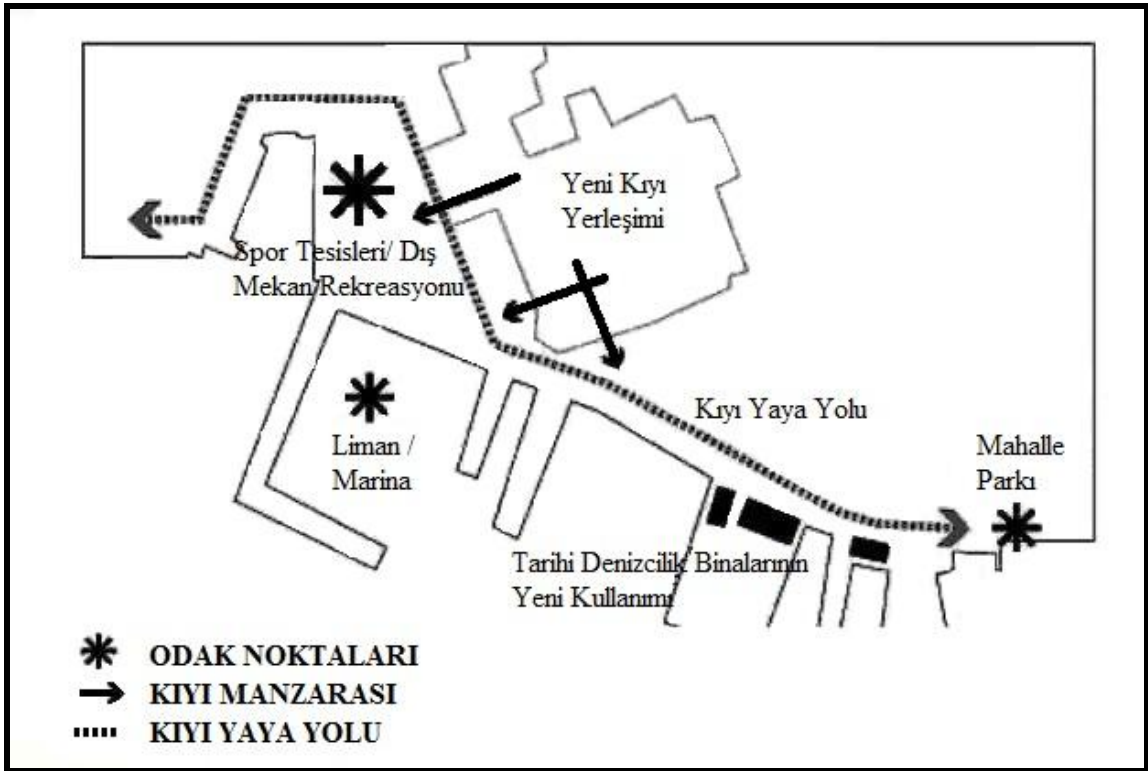 Yeni Kıyı
Yerleşimi
Spor Tesisleri/ Dış
Mekan Rekreasyonu
Kıyı Yaya Yolu
Liman /
Marina
Mahalle
Parkı
Tarihi Denizcilik Binalarının
Yeni Kullanımı
ODAK NOKTALARI
KIYI MANZARASI
KIYI YAYA YOLU